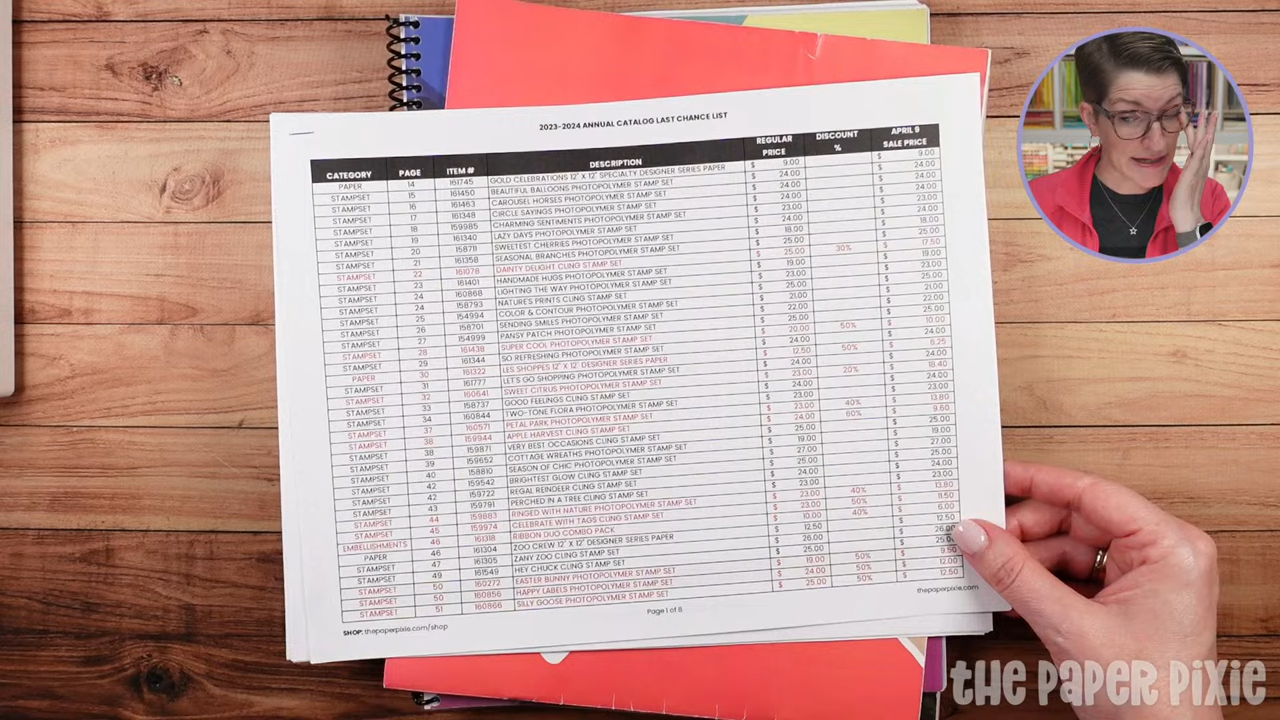 2023-2024 ANNUAL CATALOG LAST CHANCE LIST
CATEGORY PAGE ITEM # DESCRIPTION REGULAR PRICE DISCOUNT % APRIL 9 SALE PRICE
PAPER 14 161745 GOLD CELEBRATIONS 12" X 12" SPECIALTY DESIGNER SERIES PAPER $ 9.00 $ 9.00
STAMPSET 15 161450 BEAUTIFUL BALLOONS PHOTOPOLYMER STAMP SET $ 24.00 $ 24.00
STAMPSET 16 161463 CAROUSEL HORSES PHOTOPOLYMER STAMP SET $ 24.00 $ 24.00
STAMPSET 17 161348 CIRCLE SAYINGS PHOTOPOLYMER STAMP SET $ 24.00 $ 24.00
STAMPSET 18 159985 CHARMING SENTIMENTS PHOTOPOLYMER STAMP SET $ 23.00 $ 23.00
STAMPSET 19 161340 LAZY DAYS PHOTOPOLYMER STAMP SET $ 24.00 $ 24.00
STAMPSET 20 158711 SWEETEST CHERRIES PHOTOPOLYMER STAMP SET $ 18.00 $ 18.00
STAMPSET 21 161358 SEASONAL BRANCHES PHOTOPOLYMER STAMP SET $ 25.00 $ 25.00
STAMPSET 22 161078 DAINTY DELIGHT CLING STAMP SET $ 25.00 30% $ 17.50
STAMPSET 23 161401 HANDMADE HUGS PHOTOPOLYMER STAMP SET $ 19.00 $ 19.00
STAMPSET 24 160868 LIGHTING THE WAY PHOTOPOLYMER STAMP SET $ 23.00 $ 23.00
STAMPSET 24 158793 NATURE'S PRINTS CLING STAMP SET $ 25.00 $ 25.00
STAMPSET 25 154994 COLOR & CONTOUR PHOTOPOLYMER STAMP SET $ 21.00 $ 21.00
STAMPSET 26 158701 SENDING SMILES PHOTOPOLYMER STAMP SET $ 22.00 $ 22.00
STAMPSET 27 154999 PANSY PATCH PHOTOPOLYMER STAMP SET $ 25.00 $ 25.00
STAMPSET 28 161438 SUPER COOL PHOTOPOLYMER STAMP SET $ 20.00 50% $ 10.00
STAMPSET 29 161344 SO REFRESHING PHOTOPOLYMER STAMP SET $ 24.00 $ 24.00
PAPER 30 161322 LES SHOPPES 12" X 12" DESIGNER SERIES PAPER $ 12.50 50% $ 6.25
STAMPSET 31 161777 LET'S GO SHOPPING PHOTOPOLYMER STAMP SET $ 24.00 $ 24.00
STAMPSET 32 160641 SWEET CITRUS PHOTOPOLYMER STAMP SET $ 23.00 20% $ 18.40
STAMPSET 33 158737 GOOD FEELINGS CLING STAMP SET $ 24.00 $ 24.00
STAMPSET 34 160844 TWO-TONE FLORA PHOTOPOLYMER STAMP SET $ 23.00 $ 23.00
STAMPSET 37 160571 PETAL PARK PHOTOPOLYMER STAMP SET $ 23.00 40% $ 13.80
STAMPSET 38 159944 APPLE HARVEST CLING STAMP SET $ 24.00 60% $ 9.60
STAMPSET 38 159871 VERY BEST OCCASIONS CLING STAMP SET $ 25.00 $ 25.00
STAMPSET 39 159652 COTTAGE WREATHS PHOTOPOLYMER STAMP SET $ 19.00 $ 19.00
STAMPSET 40 158810 SEASON OF CHIC PHOTOPOLYMER STAMP SET $ 27.00 $ 27.00
STAMPSET 42 159542 BRIGHTEST GLOW CLING STAMP SET $ 25.00 $ 25.00
STAMPSET 42 159722 REGAL REINDEER CLING STAMP SET $ 24.00 $ 24.00
STAMPSET 43 159791 PERCHED IN A TREE CLING STAMP SET $ 23.00 $ 23.00
STAMPSET 44 159883 RINGED WITH NATURE PHOTOPOLYMER STAMP SET $ 23.00 40% $ 13.80
STAMPSET 45 159974 CELEBRATE WITH TAGS CLING STAMP SET $ 23.00 50% $ 11.50
EMBELLISHMENTS 46 161318 RIBBON DUO COMBO PACK $ 10.00 40% $ 6.00
PAPER 46 161304 ZOO CREW 12" X 12" DESIGNER SERIES PAPER $ 12.50 $ 12.50
STAMPSET 47 161305 ZANY ZOO CLING STAMP SET $ 26.00 $ 26.00
STAMPSET 49 161549 HEY CHUCK CLING STAMP SET $ 25.00 $ 25.00
STAMPSET 50 160272 EASTER BUNNY PHOTOPOLYMER STAMP SET $ 19.00 50% $ 9.50
STAMPSET 50 160856 HAPPY LABELS PHOTOPOLYMER STAMP SET $ 24.00 50% $ 12.00
STAMPSET 51 160866 SILLY GOOSE PHOTOPOLYMER STAMP SET $ 25.00 50% $ 12.50
SHOP: thepaperpixie.com/shop Page 1 of 8 thepaperpixie.com
the paper pixie